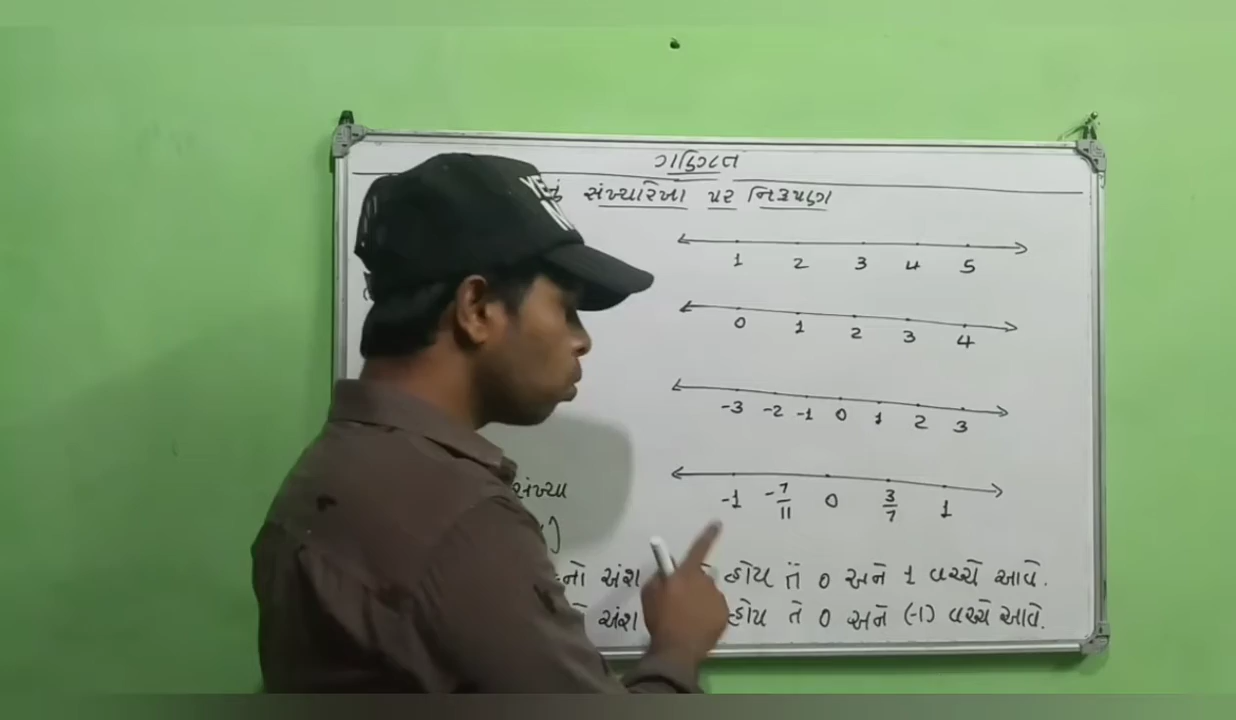 ગણિત
નું સંખ્યારેખા પર નિરૂપણ
1 2 3 4 5
0 1 2 3 4
-3 -2 -1 0 1 2 3
-1 -7/11 0 3/7 1
સંખ્યા
નો અંશ હોય તે 0 અને 1 વચ્ચે આવે.
અંશ હોય તે 0 અને (-1) વચ્ચે આવે.